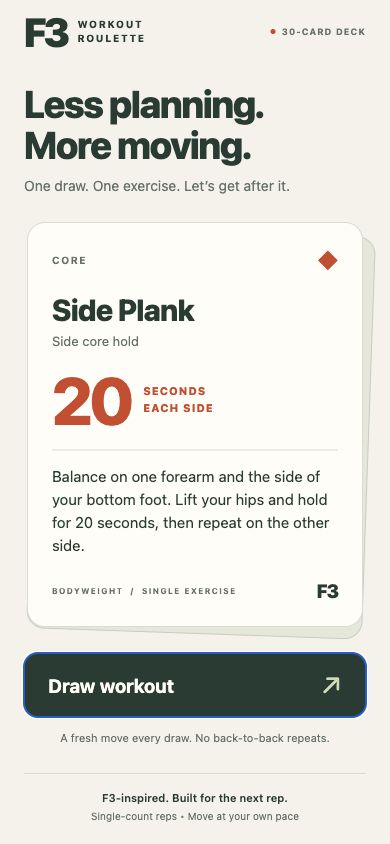 F3 WORKOUT
ROULETTE
30-CARD DECK
Less planning.
More moving.
One draw. One exercise. Let’s get after it.
CORE
Side Plank
Side core hold
20 SECONDS
EACH SIDE
Balance on one forearm and the side of
your bottom foot. Lift your hips and hold
for 20 seconds, then repeat on the other
side.
BODYWEIGHT / SINGLE EXERCISE
F3
Draw workout
A fresh move every draw. No back-to-back repeats.
F3-inspired. Built for the next rep.
Single-count reps • Move at your own pace